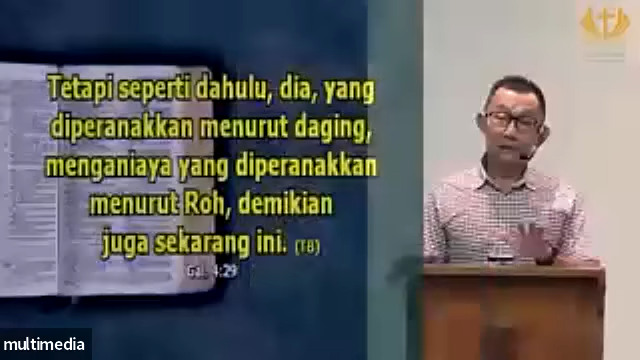 Tetapi seperti dahulu, dia, yang
diperanakkan menurut daging,
menganiaya yang diperanakkan
menurut Roh, demikian
juga sekarang ini. (TB)
Gal. 4:29
multimedia